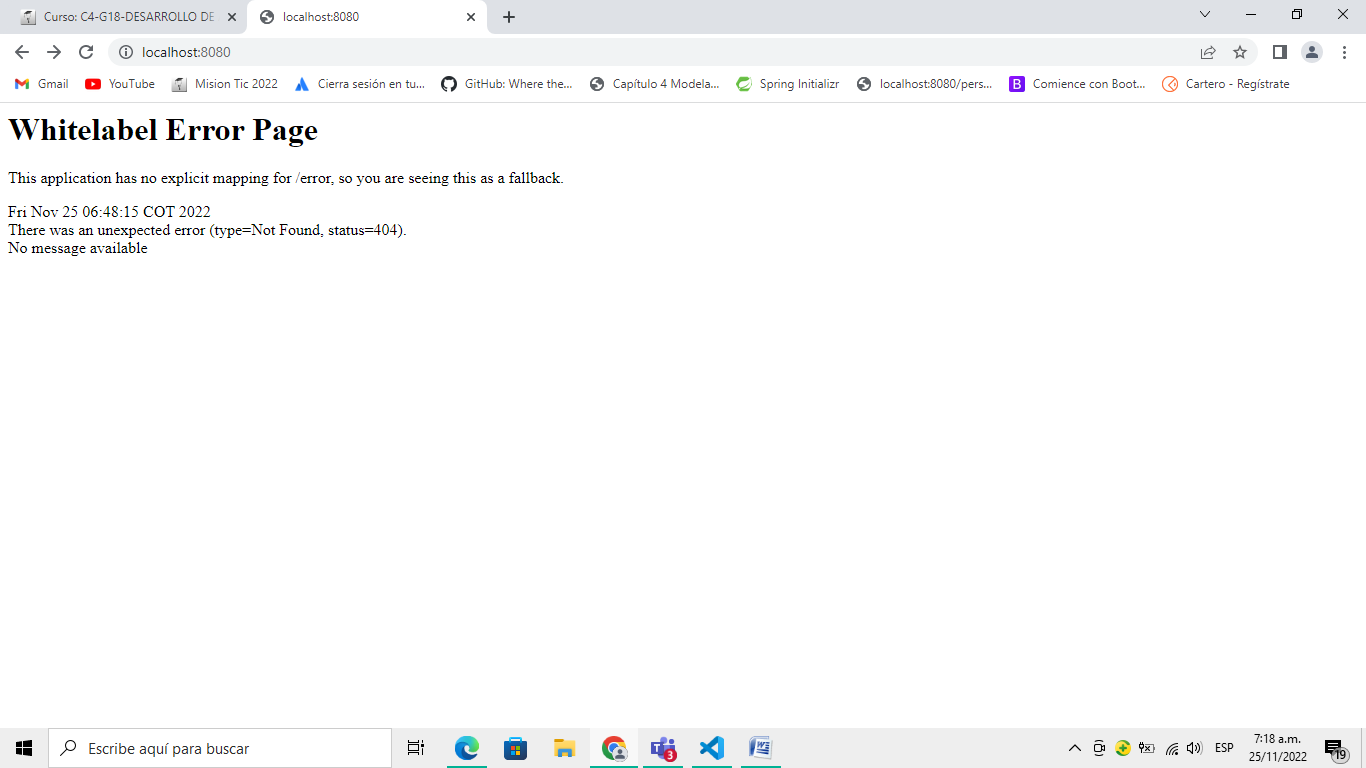 Curso: C4-G18-DESARROLLO DE
localhost:8080
localhost:8080
Gmail
YouTube
Mision Tic 2022
Cierra sesión en tu...
GitHub: Where the...
Capítulo 4 Modela...
Spring Initializr
localhost:8080/pers...
B
Comience con Boot...
Cartero - Regístrate
Whitelabel Error Page
This application has no explicit mapping for /error, so you are seeing this as a fallback.
Fri Nov 25 06:48:15 COT 2022
There was an unexpected error (type=Not Found, status=404).
No message available
Escribe aquí para buscar
3
ESP
7:18 a.m.
25/11/2022
19